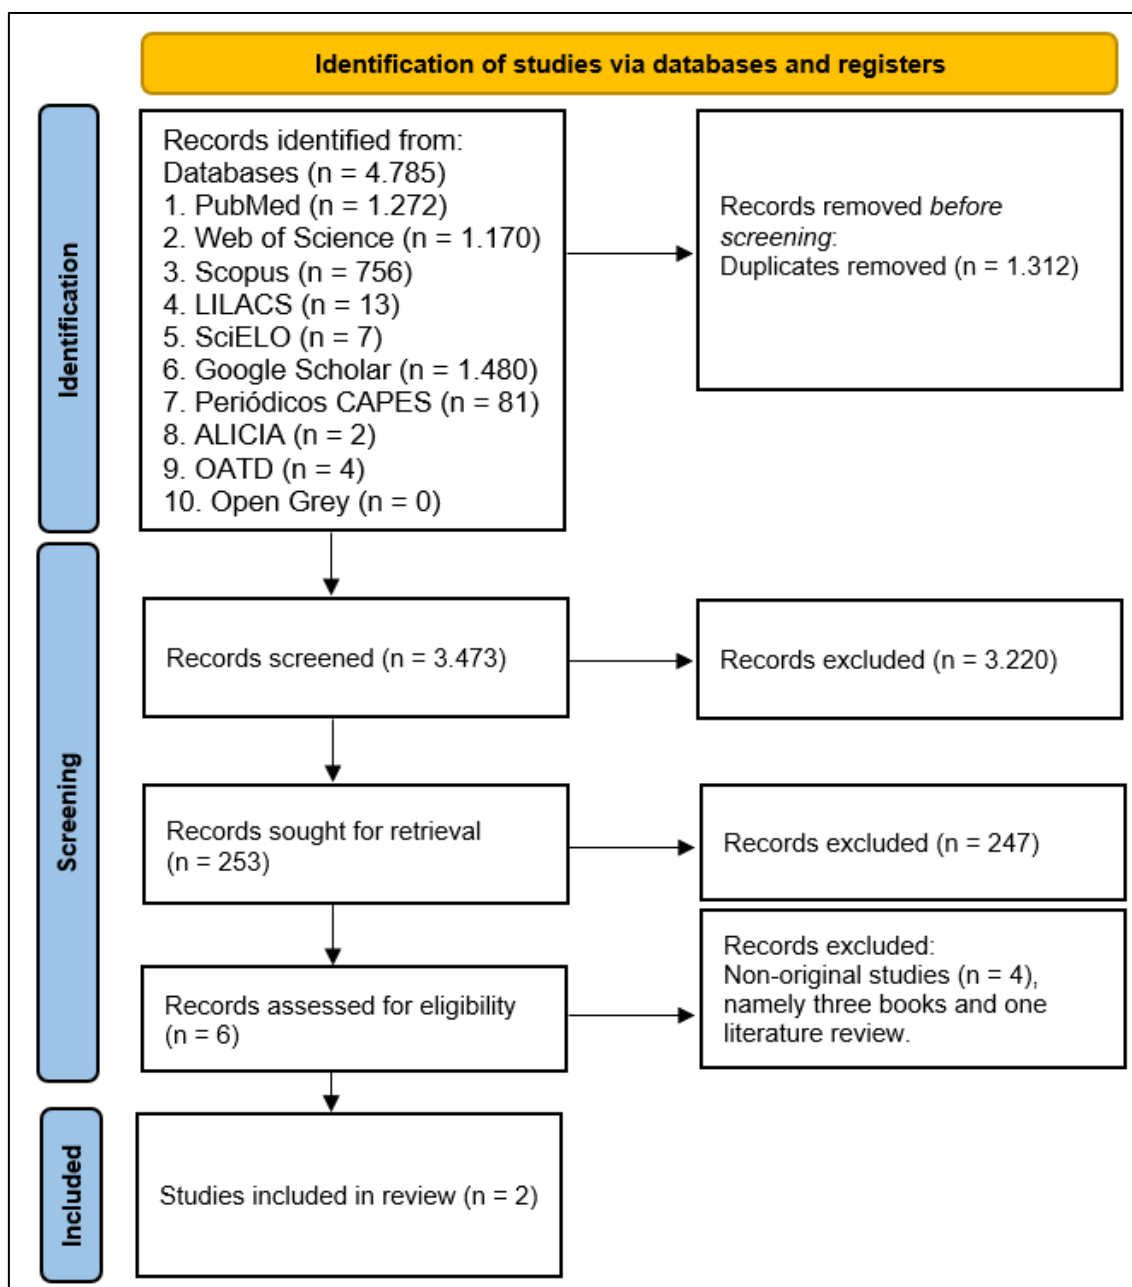 Identification of studies via databases and registers
Identification
Records identified from:
Databases (n = 4.785)
1. PubMed (n = 1.272)
2. Web of Science (n = 1.170)
3. Scopus (n = 756)
4. LILACS (n = 13)
5. SciELO (n = 7)
6. Google Scholar (n = 1.480)
7. Periódicos CAPES (n = 81)
8. ALICIA (n = 2)
9. OATD (n = 4)
10. Open Grey (n = 0)
Records removed before
screening:
Duplicates removed (n = 1.312)
Screening
Records screened (n = 3.473)
Records excluded (n = 3.220)
Records sought for retrieval
(n = 253)
Records excluded (n = 247)
Records assessed for eligibility
(n = 6)
Records excluded:
Non-original studies (n = 4),
namely three books and one
literature review.
Included
Studies included in review (n = 2)